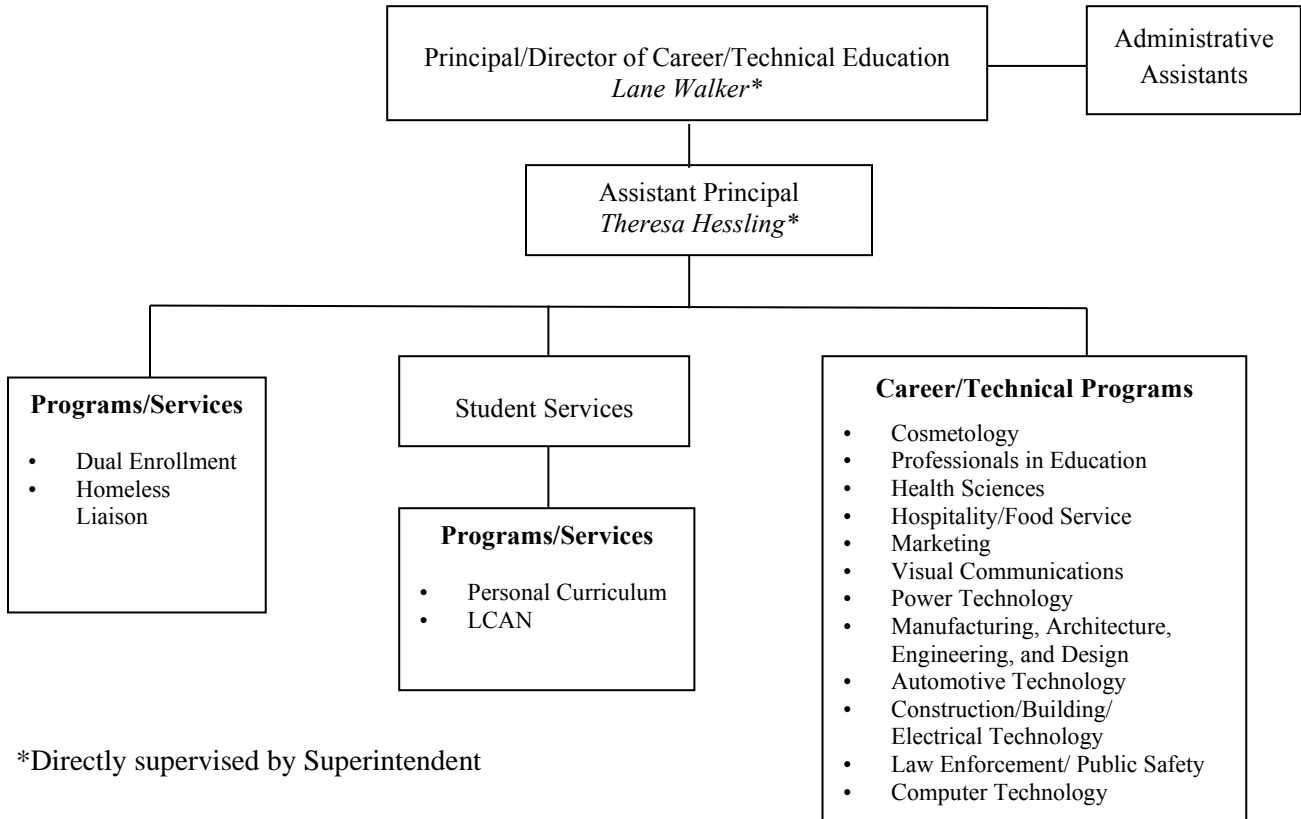 Principal/Director of Career/Technical Education
Lane Walker*
Administrative
Assistants
Assistant Principal
Theresa Hessling*
Programs/Services
• Dual Enrollment
• Homeless
Liaison
Student Services
Programs/Services
• Personal Curriculum
• LCAN
Career/Technical Programs
• Cosmetology
• Professionals in Education
• Health Sciences
• Hospitality/Food Service
• Marketing
• Visual Communications
• Power Technology
• Manufacturing, Architecture,
Engineering, and Design
• Automotive Technology
• Construction/Building/
Electrical Technology
• Law Enforcement/ Public Safety
• Computer Technology
*Directly supervised by Superintendent